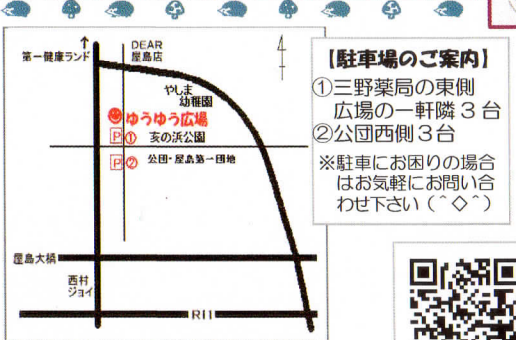 ↑
第一健康ランド
DEAR
屋島店
やしま
幼稚園
ゆうゆう広場
P① 亥の浜公園
P② 公団・屋島第一団地
屋島大橋
西村
ジョイ
R11
【駐車場のご案内】
①三野薬局の東側
広場の一軒隣3台
②公団西側3台
※駐車にお困りの場合
はお気軽にお問い合
わせ下さい(^◇^)